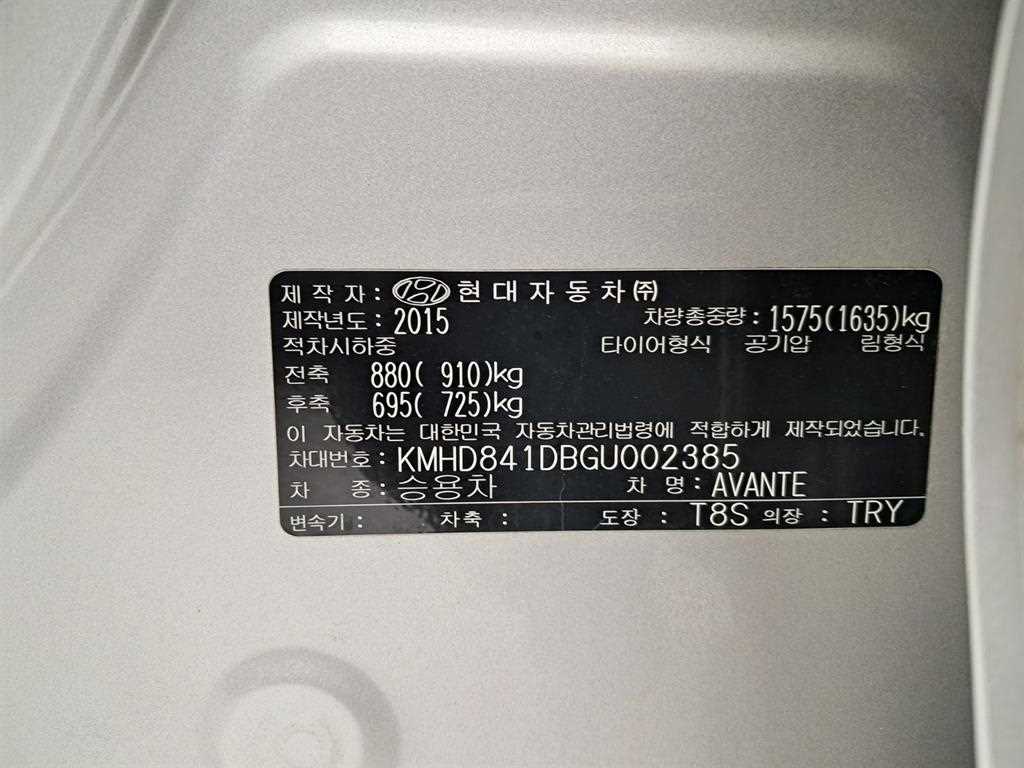 제 작 자 : 현대자동차㈜
제작년도 : 2015 차량총중량 : 1575(1635)kg
적차시하중 타이어형식 공기압 림형식
전축 880( 910)kg
후축 695( 725)kg
이 자동차는 대한민국 자동차관리법령에 적합하게 제작되었습니다.
차대번호 : KMHD841DBGU002385
차 종 : 승용차 차 명 : AVANTE
변속기 : 차축 : 도장 : T8S 의장 : TRY